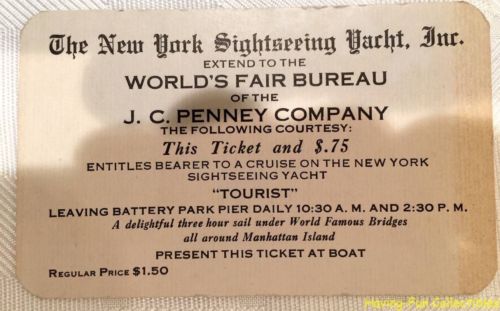 The New York Sightseeing Yacht, Inc.
EXTEND TO THE
WORLD'S FAIR BUREAU
OF THE
J. C. PENNEY COMPANY
THE FOLLOWING COURTESY:
This Ticket and $.75
ENTITLES BEARER TO A CRUISE ON THE NEW YORK
SIGHTSEEING YACHT
"TOURIST"
LEAVING BATTERY PARK PIER DAILY 10:30 A. M. AND 2:30 P. M.
A delightful three hour sail under World Famous Bridges
all around Manhattan Island
PRESENT THIS TICKET AT BOAT
REGULAR PRICE $1.50
Having Fun Collectibles